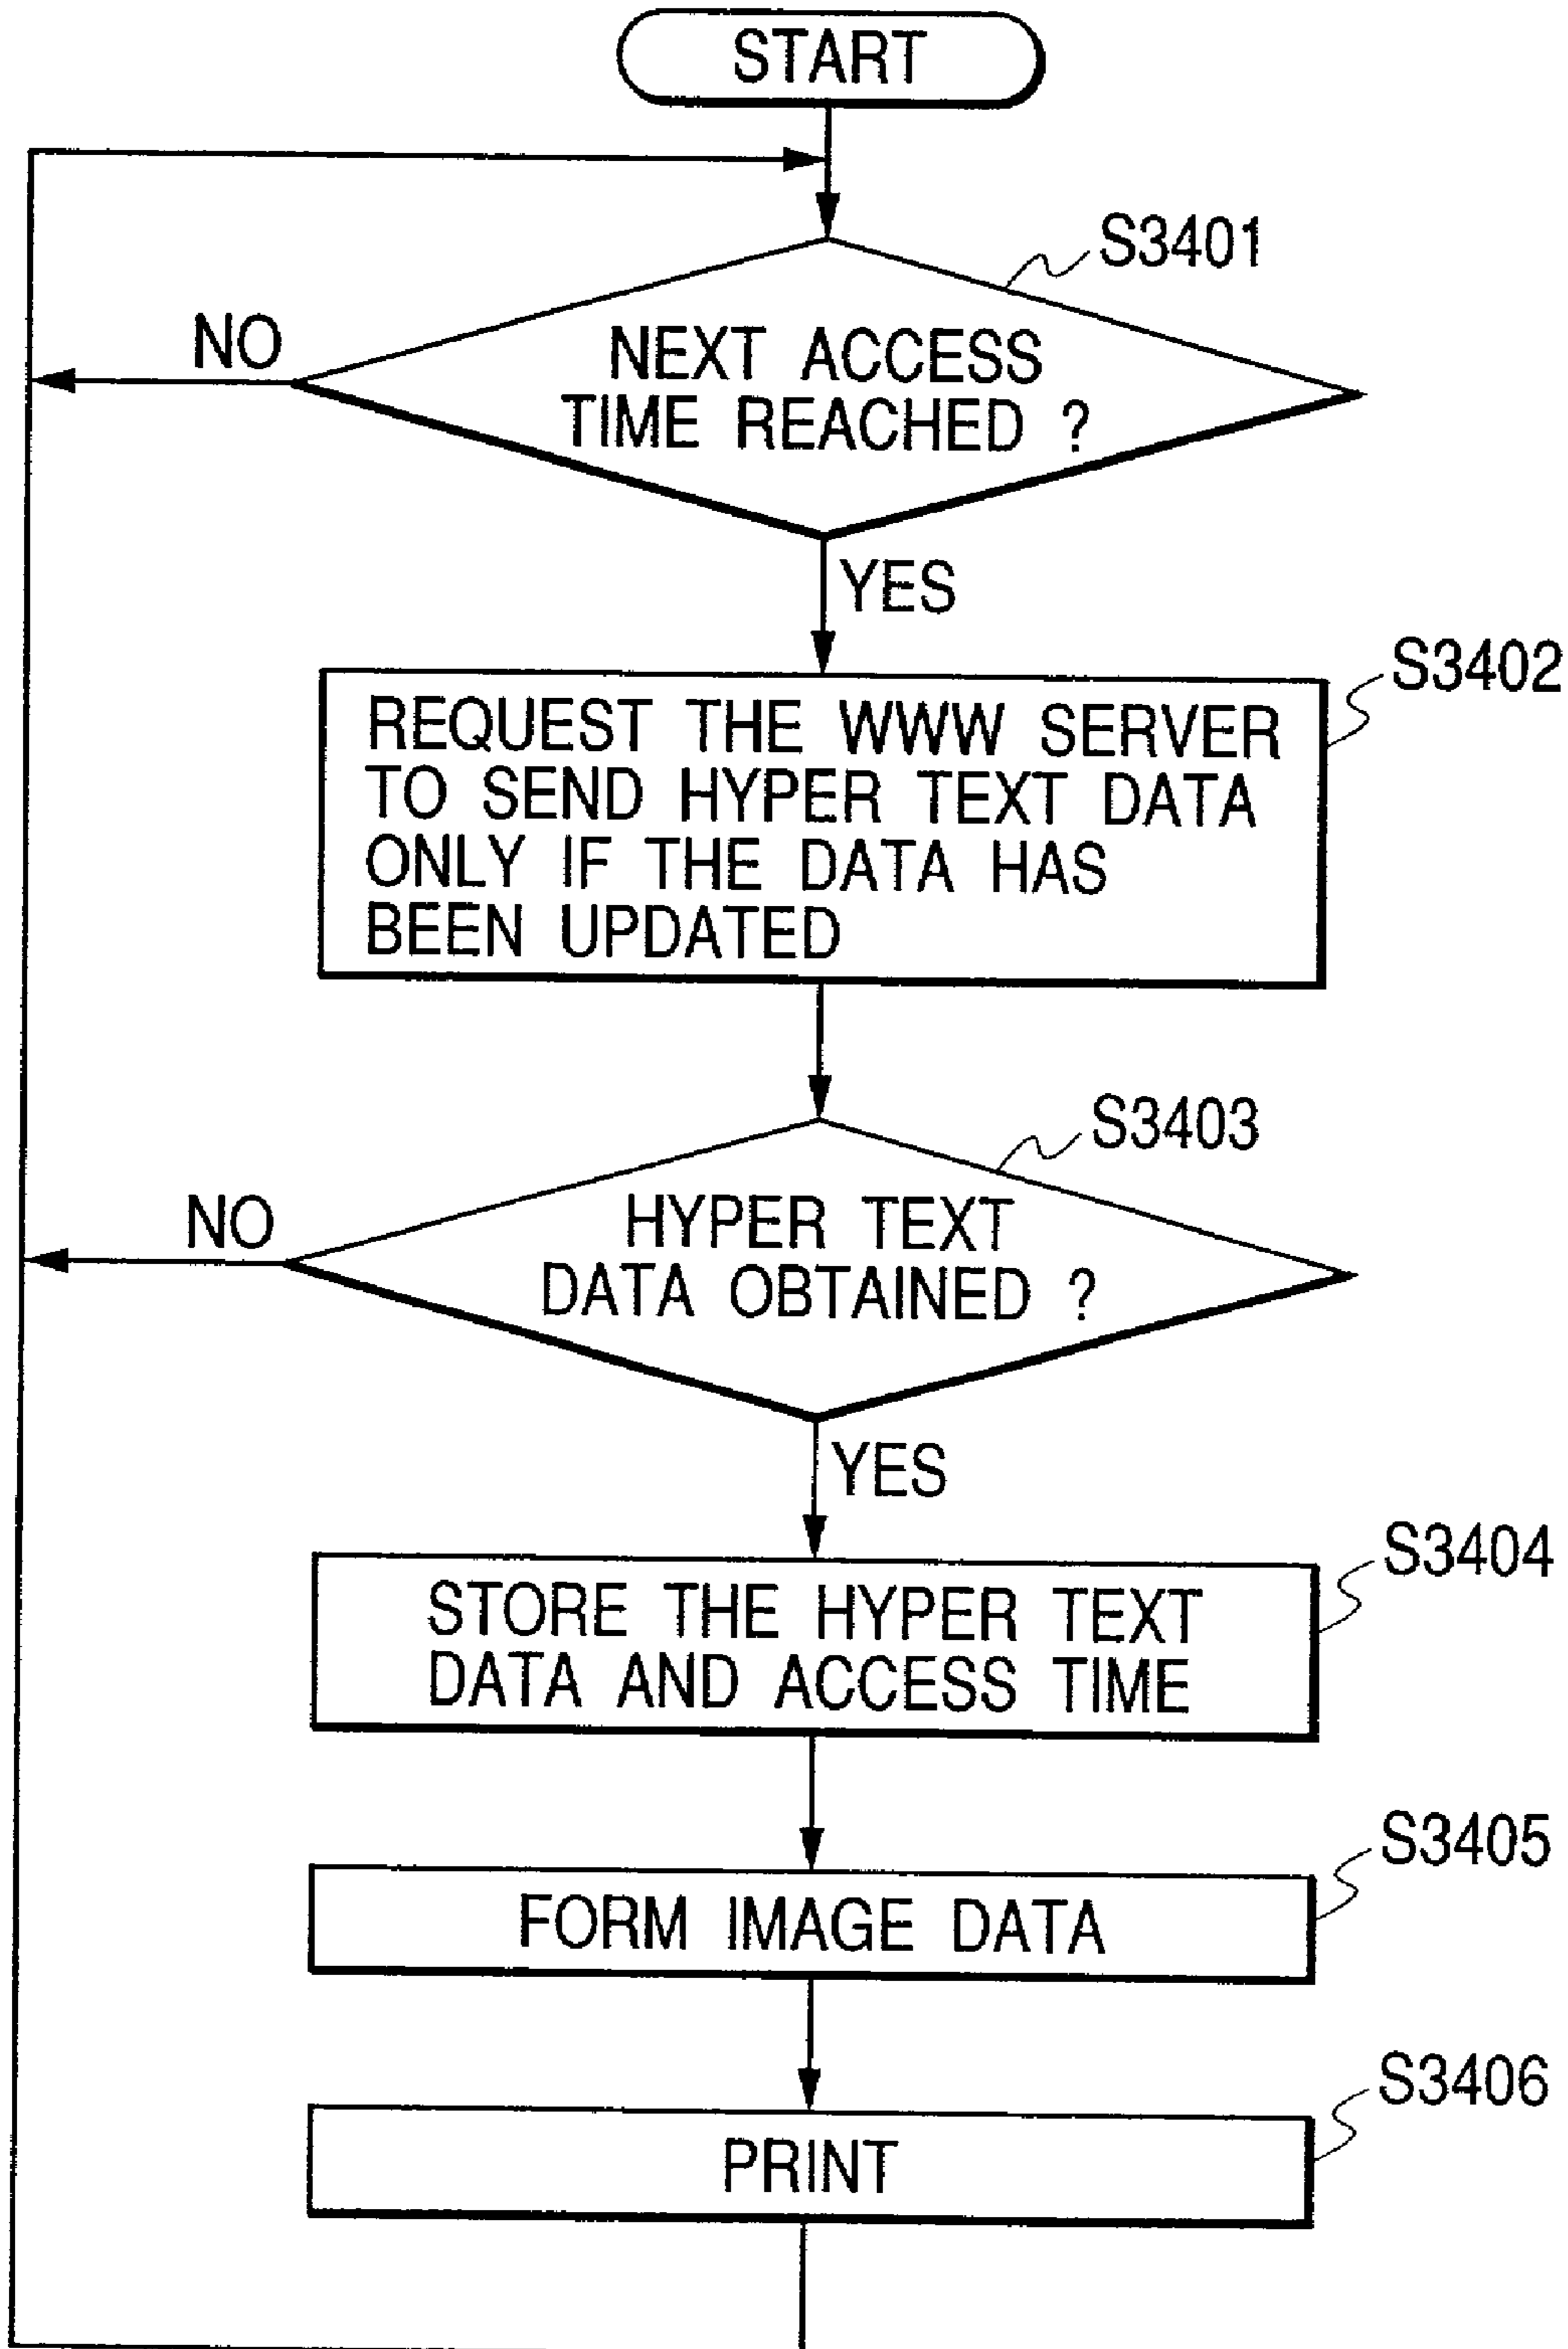 START
S3401
NO
NEXT ACCESS
TIME REACHED ?
YES
S3402
REQUEST THE WWW SERVER
TO SEND HYPER TEXT DATA
ONLY IF THE DATA HAS
BEEN UPDATED
S3403
NO
HYPER TEXT
DATA OBTAINED ?
YES
S3404
STORE THE HYPER TEXT
DATA AND ACCESS TIME
S3405
FORM IMAGE DATA
S3406
PRINT